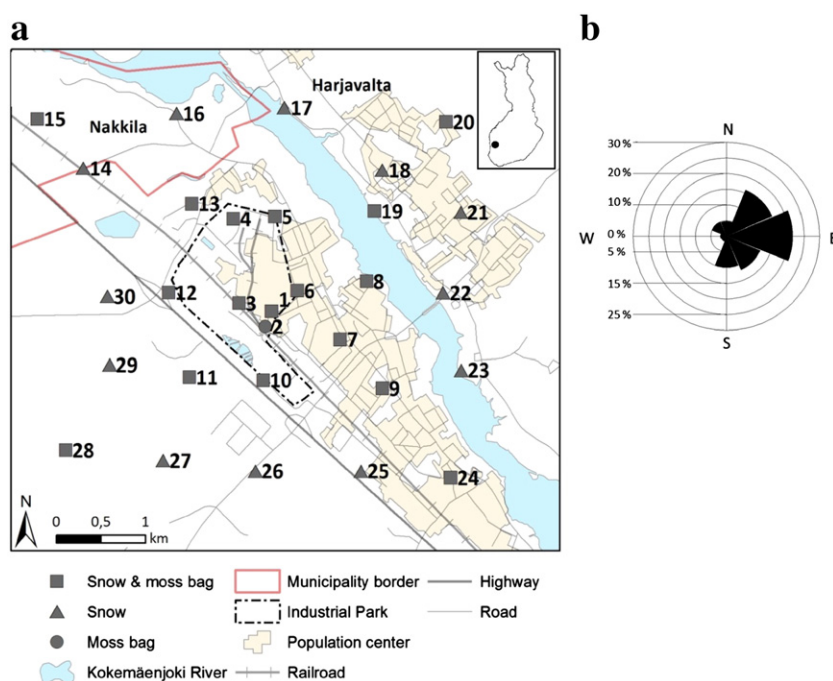 a
b
Harjavalta
Nakkila
15
16
17
20
14
18
13
4
5
19
21
30
12
3
1
6
8
22
2
7
29
11
10
9
23
28
27
26
25
24
N
0 0,5 1
km
N
30 %
20 %
10 %
0 %
5 %
15 %
25 %
W
E
S
Snow & moss bag
Municipality border
Highway
Snow
Industrial Park
Road
Moss bag
Population center
Kokemäenjoki River
Railroad